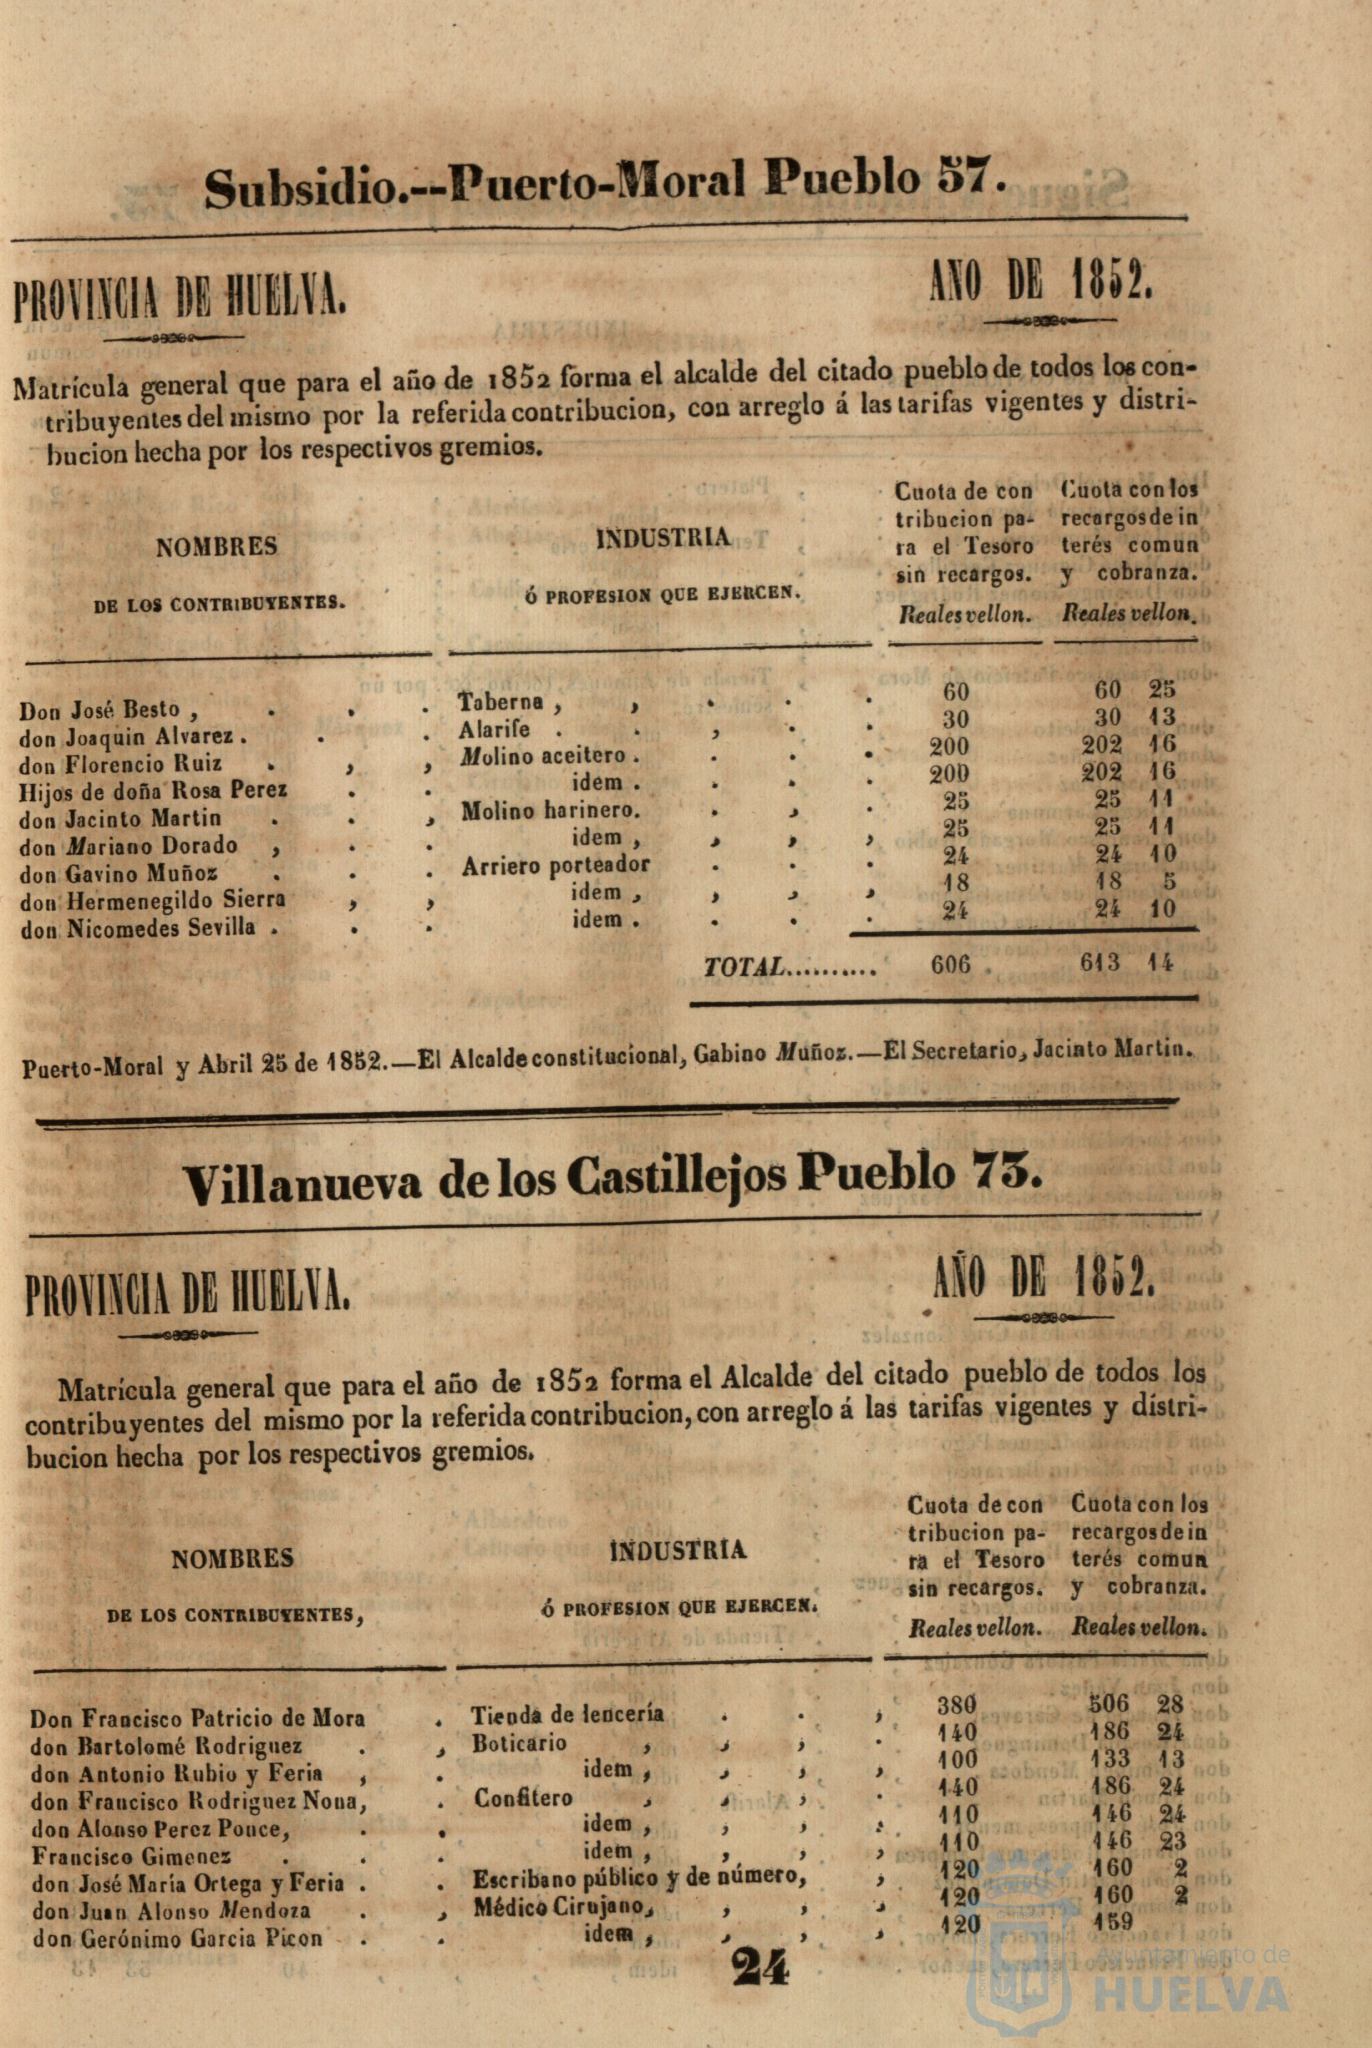 Subsidio.--Puerto-Moral Pueblo 57.
PROVINCIA DE HUELVA. AÑO DE 1852.
Matrícula general que para el año de 1852 forma el alcalde del citado pueblo de todos los con-
tribuyentes del mismo por la referida contribucion, con arreglo á las tarifas vigentes y distri-
bucion hecha por los respectivos gremios.
NOMBRES
DE LOS CONTRIBUYENTES.
INDUSTRIA
Ó PROFESION QUE EJERCEN.
Cuota de con
tribucion pa-
ra el Tesoro
sin recargos.
Reales vellon.
Cuota con los
recargos de in
terés comun
y cobranza.
Reales vellon.
Don José Besto , . . . Taberna , , . . . 60 60 25
don Joaquin Alvarez . . . Alarife . . , . . 30 30 13
don Florencio Ruiz . , , Molino aceitero . . . . 200 202 16
Hijos de doña Rosa Perez . . idem . . . . 200 202 16
don Jacinto Martin . . , Molino harinero. . , . 25 25 11
don Mariano Dorado , . . idem , , , , 25 25 11
don Gavino Muñoz . . . Arriero porteador . . . 24 24 10
don Hermenegildo Sierra , , idem , , , , 18 18 5
don Nicomedes Sevilla . . . idem . . . . 24 24 10
TOTAL.......... 606 613 14
Puerto-Moral y Abril 25 de 1852.—El Alcalde constitucional, Gabino Muñoz.—El Secretario, Jacinto Martin.
Villanueva de los Castillejos Pueblo 73.
PROVINCIA DE HUELVA. AÑO DE 1852.
Matrícula general que para el año de 1852 forma el Alcalde del citado pueblo de todos los
contribuyentes del mismo por la referida contribucion, con arreglo á las tarifas vigentes y distri-
bucion hecha por los respectivos gremios.
NOMBRES
DE LOS CONTRIBUYENTES,
INDUSTRIA
Ó PROFESION QUE EJERCEN.
Cuota de con
tribucion pa-
ra el Tesoro
sin recargos.
Reales vellon.
Cuota con los
recargos de in
terés comun
y cobranza.
Reales vellon.
Don Francisco Patricio de Mora . Tienda de lencería . . , 380 506 28
don Bartolomé Rodriguez . , Boticario , , , . 140 186 24
don Antonio Rubio y Feria , . idem , , , , 100 133 13
don Francisco Rodriguez Nona, . Confitero , , , . 140 186 24
don Alonso Perez Ponce, . . idem , , , . 110 146 24
Francisco Gimenez . . . idem , , , , 110 146 23
don José María Ortega y Feria . . Escribano público y de número, , 120 160 2
don Juan Alonso Mendoza . , Médico Cirujano, , , , 120 160 2
don Gerónimo Garcia Picon . . idem , , , , 120 159
24
Ayuntamiento de
HUELVA